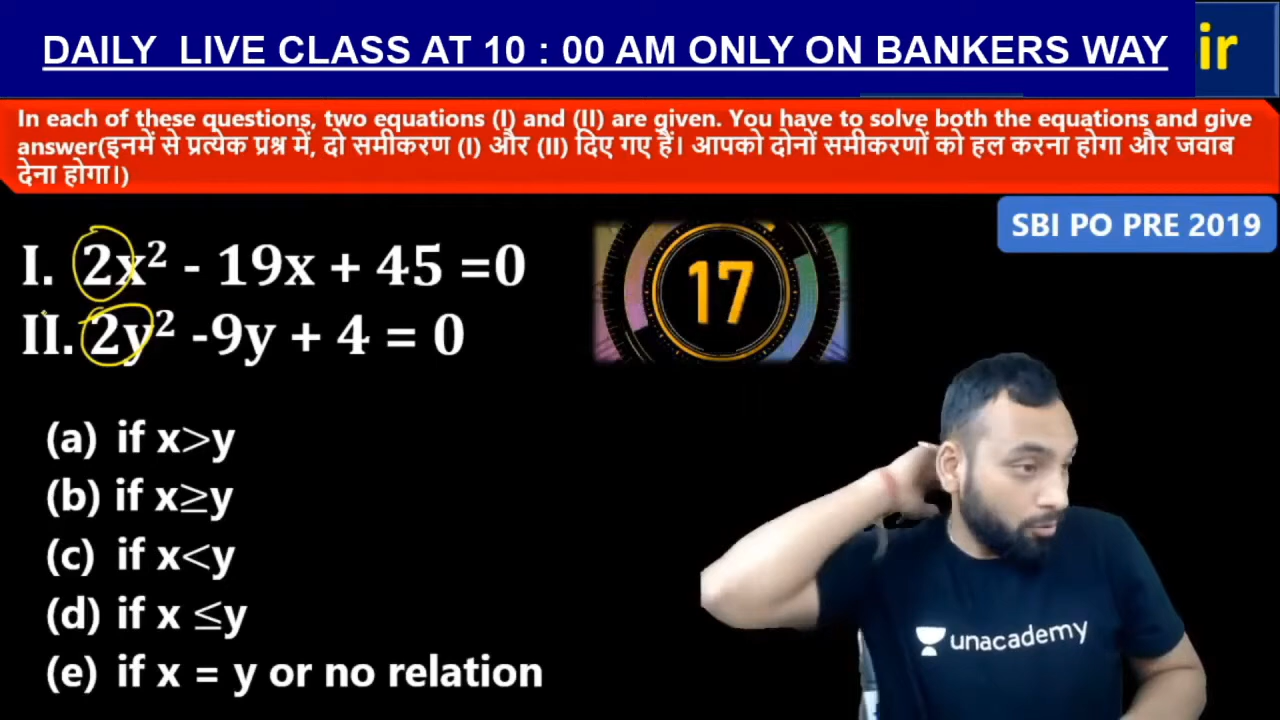 DAILY LIVE CLASS AT 10 : 00 AM ONLY ON BANKERS WAY
ir
In each of these questions, two equations (I) and (II) are given. You have to solve both the equations and give
answer(इनमें से प्रत्येक प्रश्न में, दो समीकरण (I) और (II) दिए गए हैं। आपको दोनों समीकरणों को हल करना होगा और जवाब
देना होगा।)
SBI PO PRE 2019
I. 2x² - 19x + 45 =0
II. 2y² -9y + 4 = 0
17
(a) if x>y
(b) if x≥y
(c) if x<y
(d) if x ≤y
(e) if x = y or no relation
unacademy